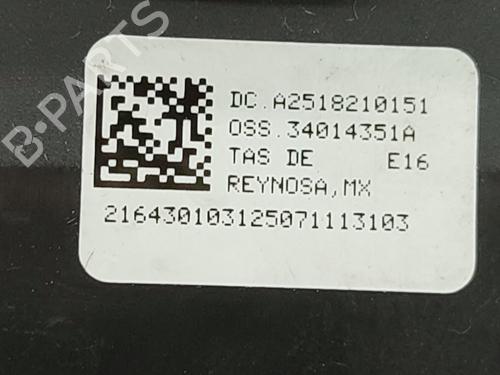 B-PARTS
DC.A2518210151
OSS.34014351A
TAS DE E16
REYNOSA,MX
216430103125071113103